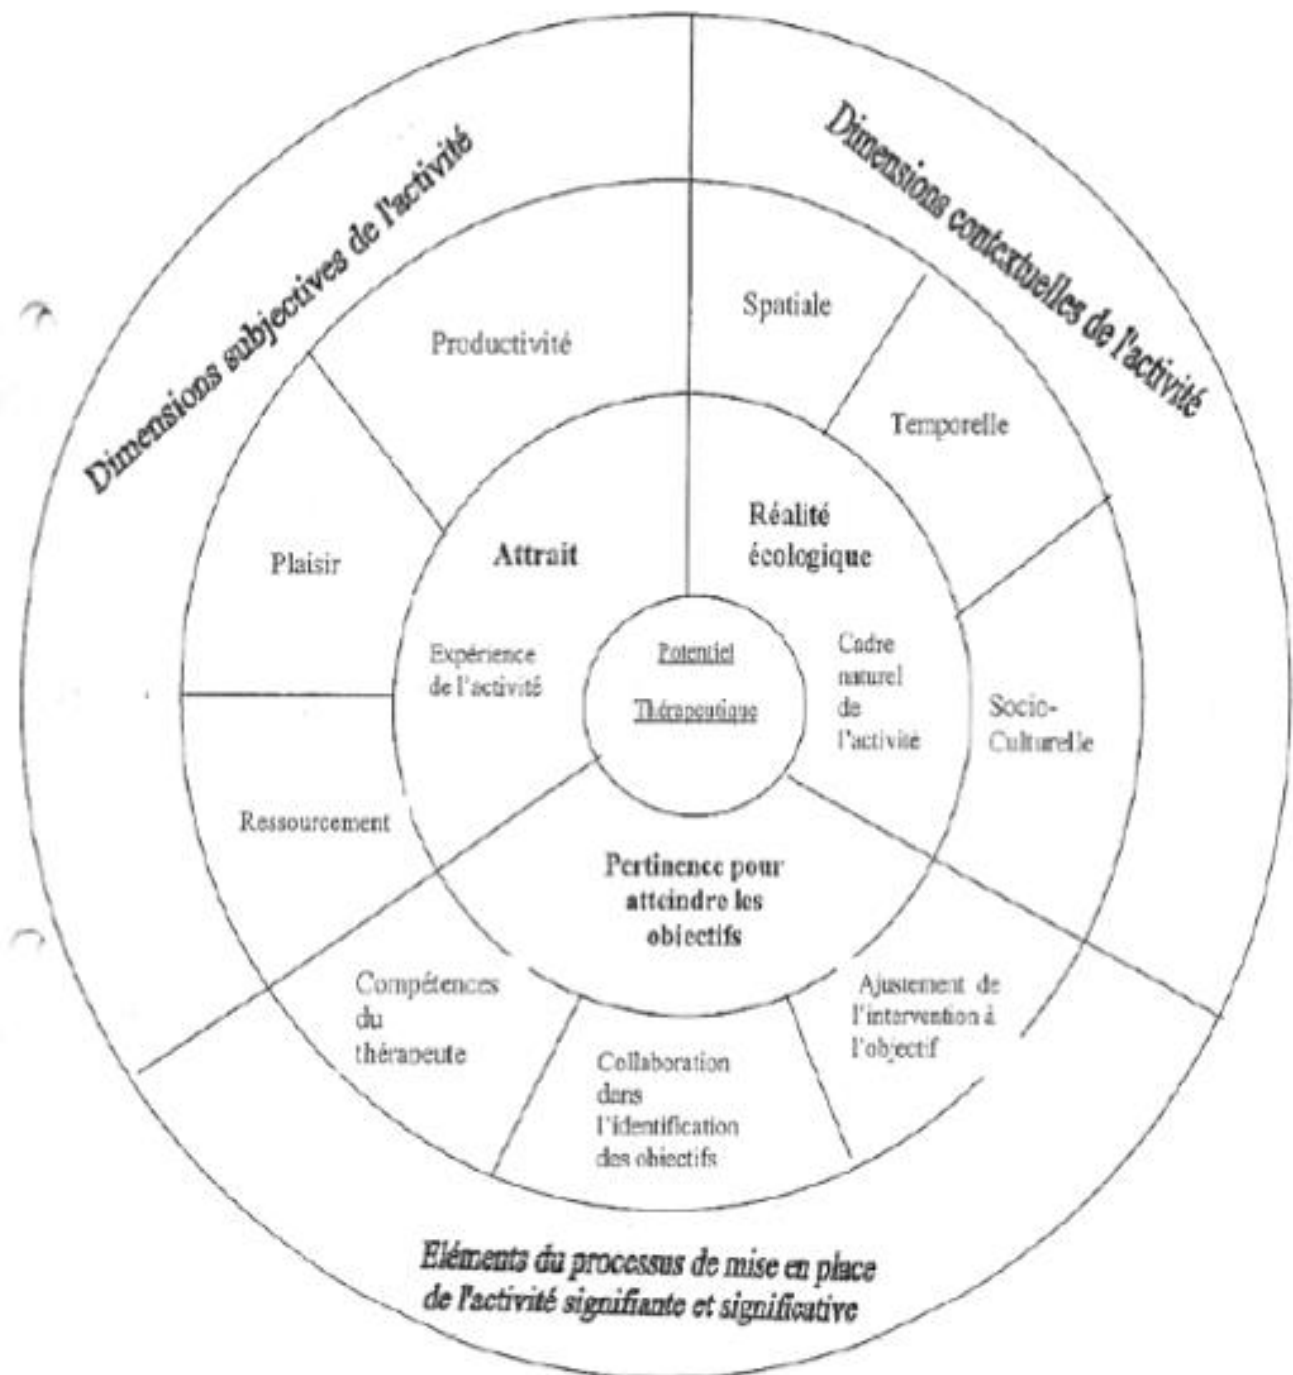 Dimensions subjectives de l'activité
Dimensions contextuelles de l'activité
Productivité
Spatiale
Temporelle
Plaisir
Attrait
Réalité
écologique
Expérience
de l'activité
Potentiel
Thérapeutique
Cadre
naturel
de
l'activité
Socio-
Culturelle
Ressourcement
Pertinence pour
atteindre les
objectifs
Compétences
du
thérapeute
Collaboration
dans
l'identification
des objectifs
Ajustement de
l'intervention à
l'objectif
Eléments du processus de mise en place
de l'activité signifiante et significative